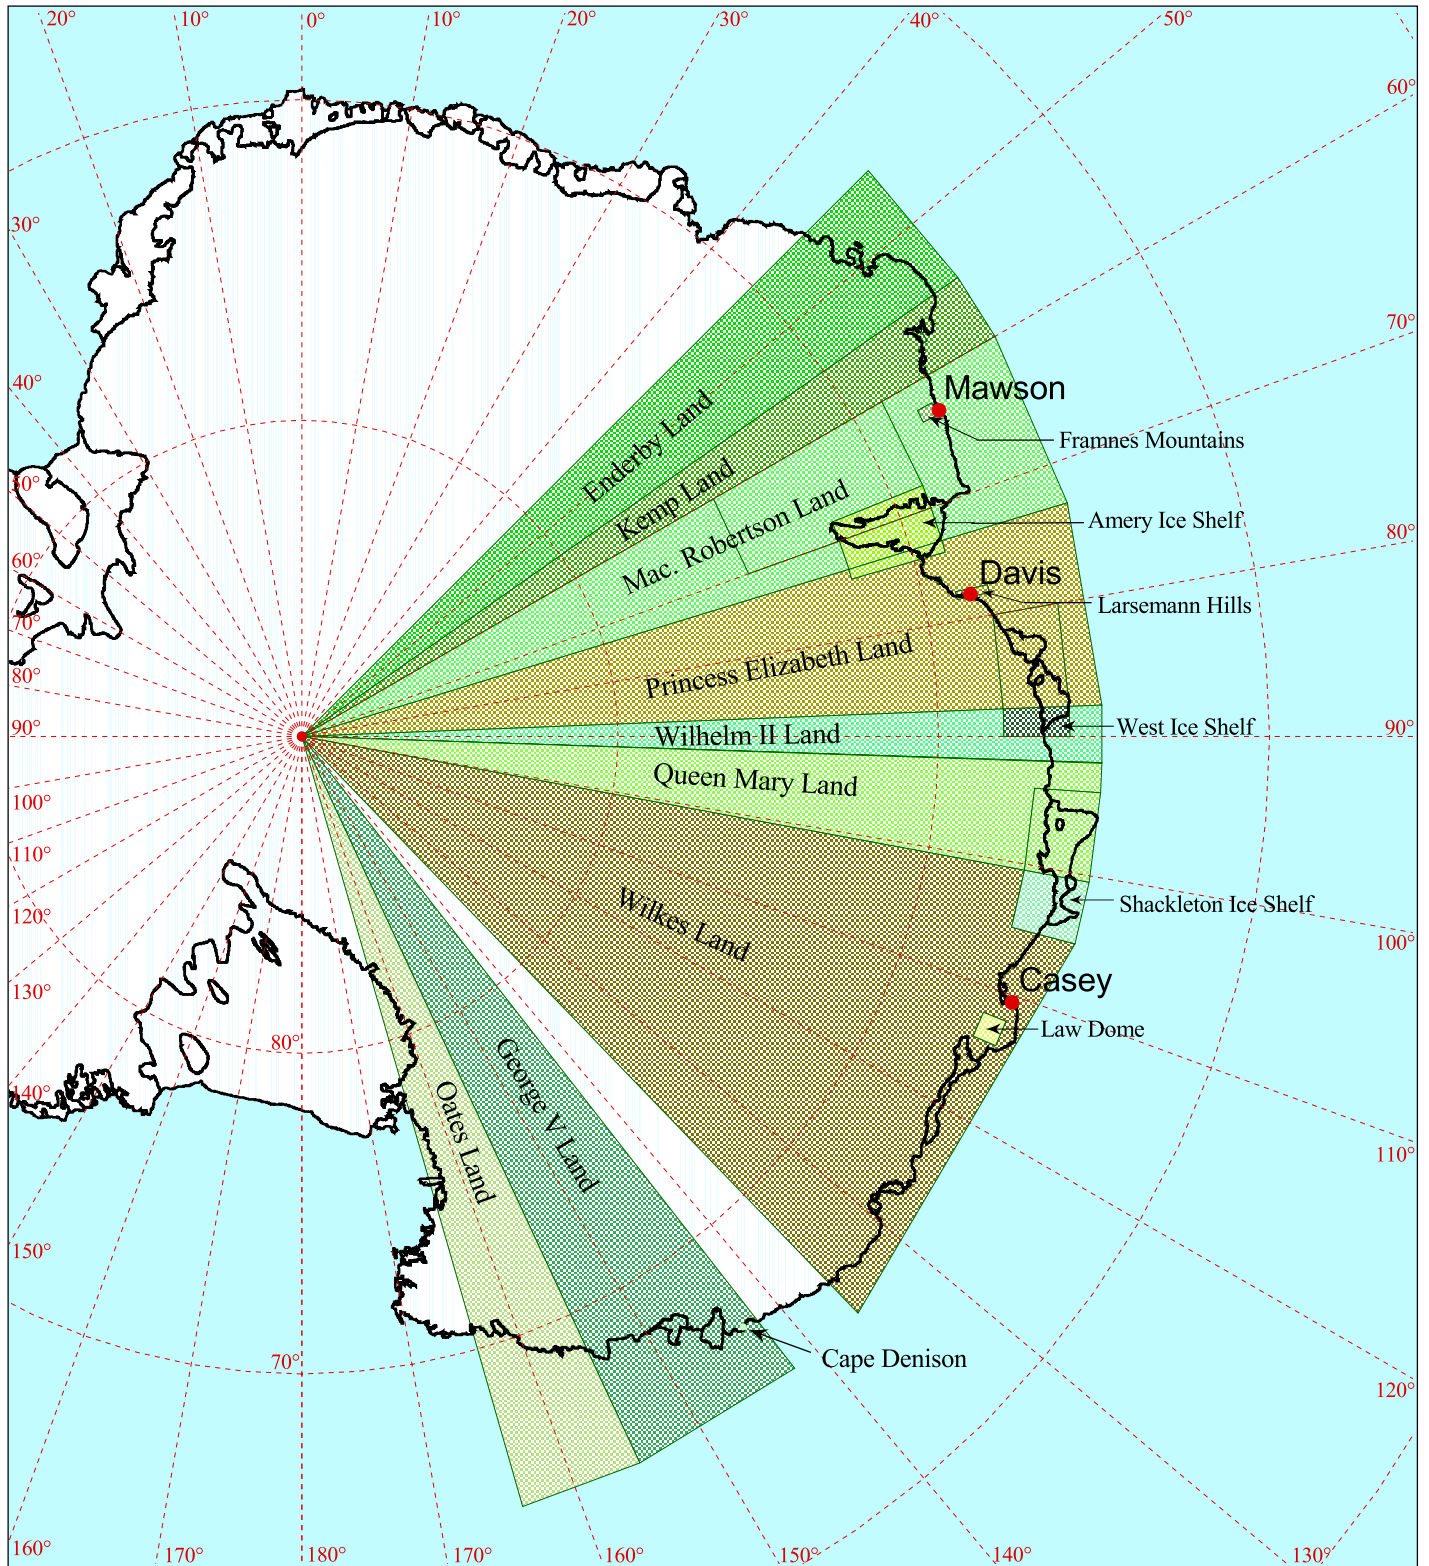 20°
10°
0°
10°
20°
30°
40°
50°
60°
30°
70°
40°
Mawson
Enderby Land
Framnes Mountains
Kemp Land
50°
Mac. Robertson Land
Amery Ice Shelf
80°
60°
Davis
Larsemann Hills
70°
Princess Elizabeth Land
80°
90°
Wilhelm II Land
West Ice Shelf
90°
Queen Mary Land
100°
110°
Shackleton Ice Shelf
120°
Wilkes Land
100°
130°
Casey
Law Dome
80°
140°
George V Land
Oates Land
110°
150°
70°
Cape Denison
120°
160°
170°
180°
170°
160°
150°
140°
130°